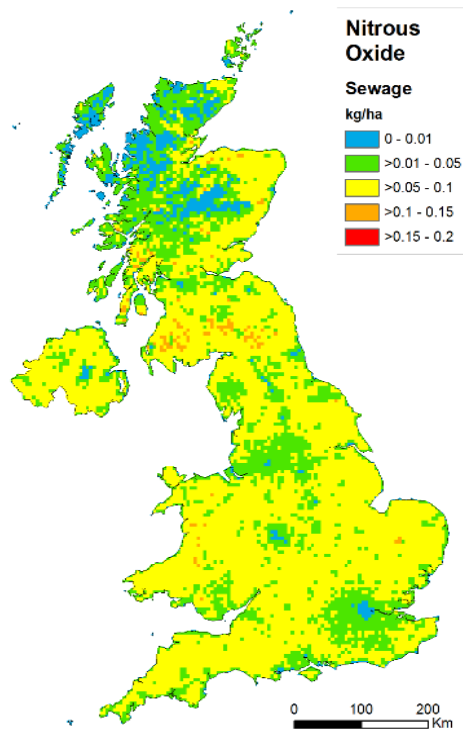 Nitrous
Oxide
Sewage
kg/ha
0 - 0.01
>0.01 - 0.05
>0.05 - 0.1
>0.1 - 0.15
>0.15 - 0.2
0 100 200
Km